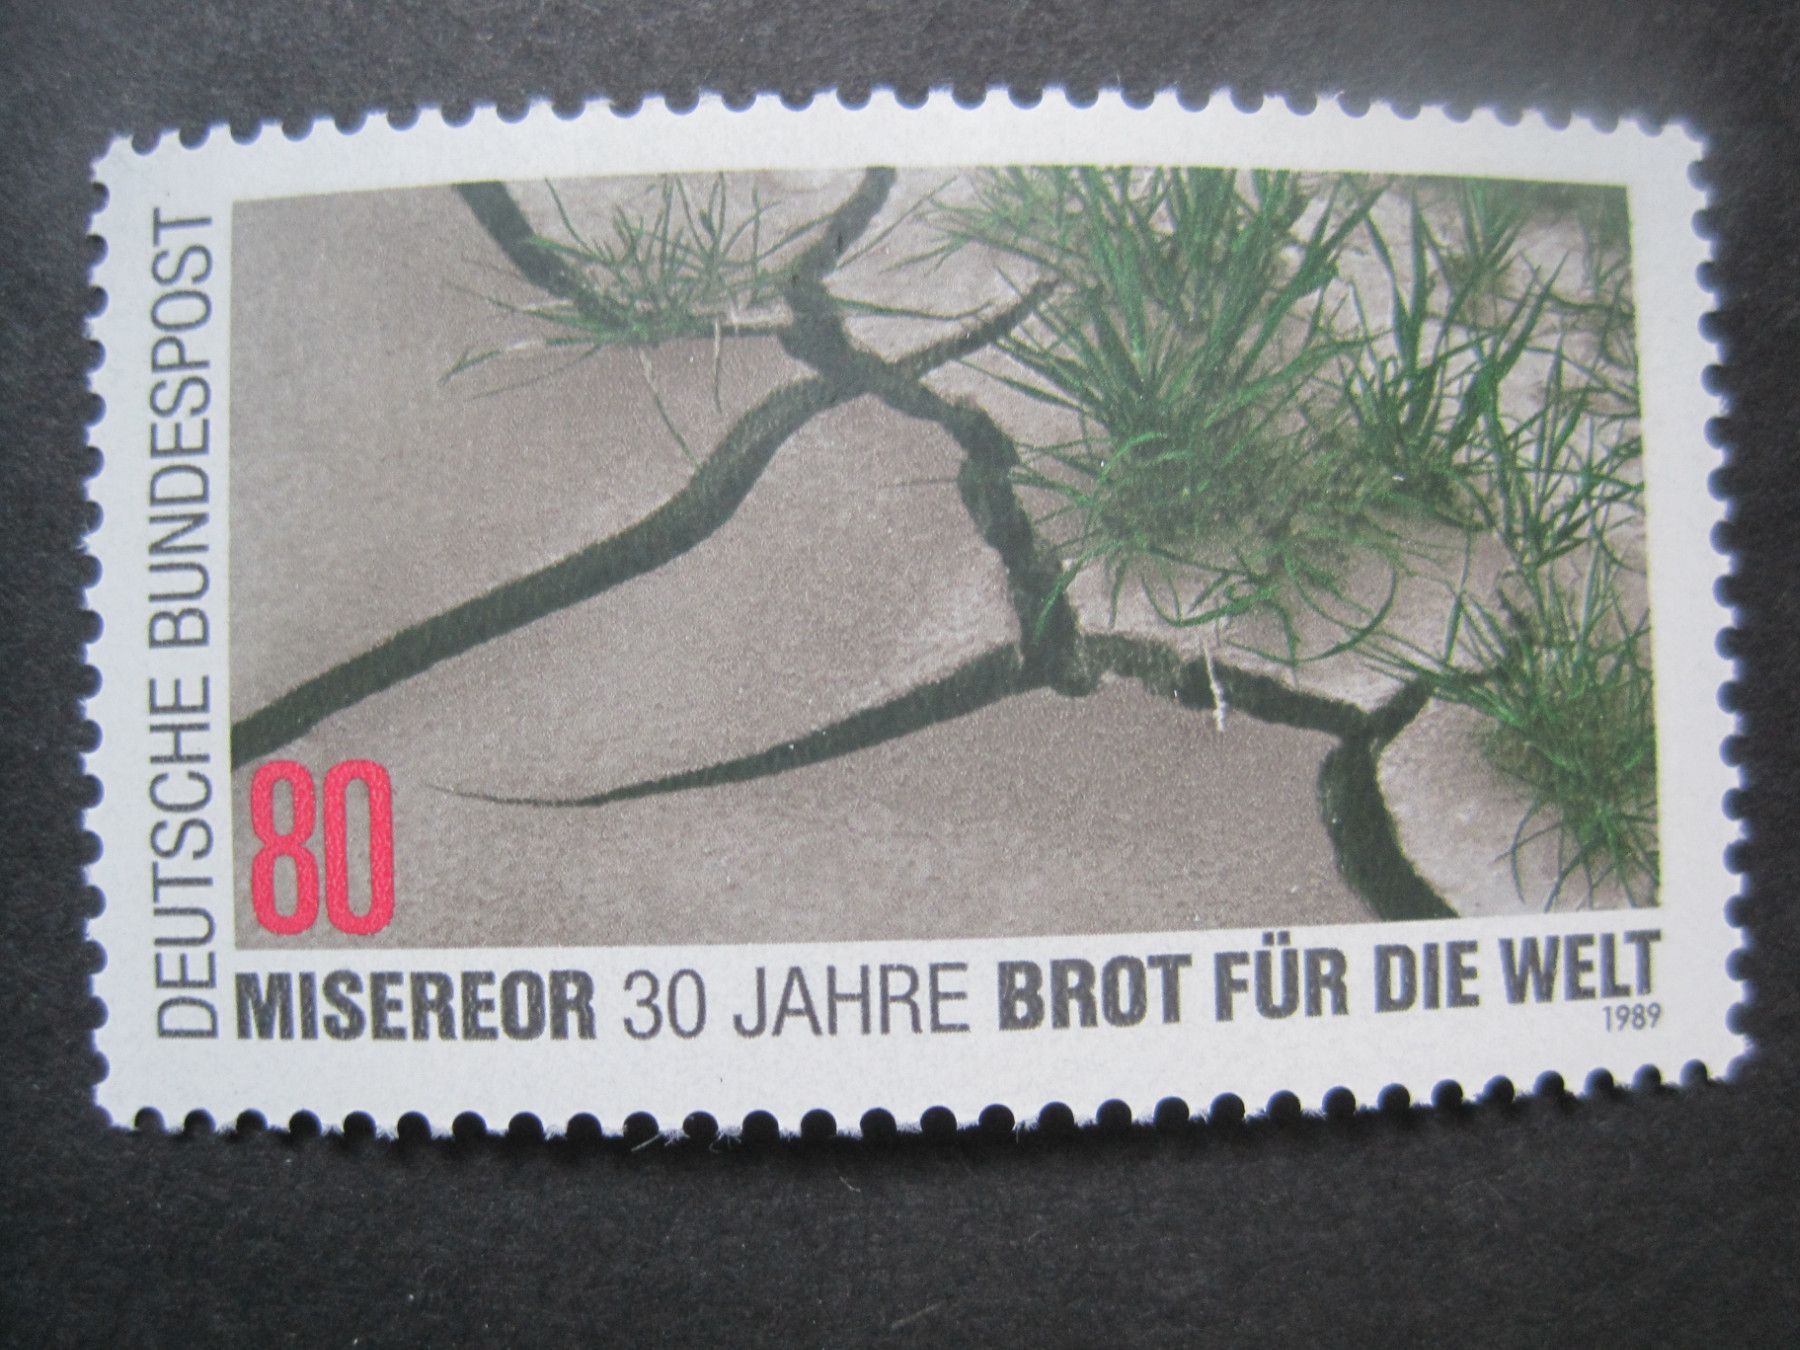 DEUTSCHE BUNDESPOST
80
MISEREOR 30 JAHRE BROT FÜR DIE WELT
1989